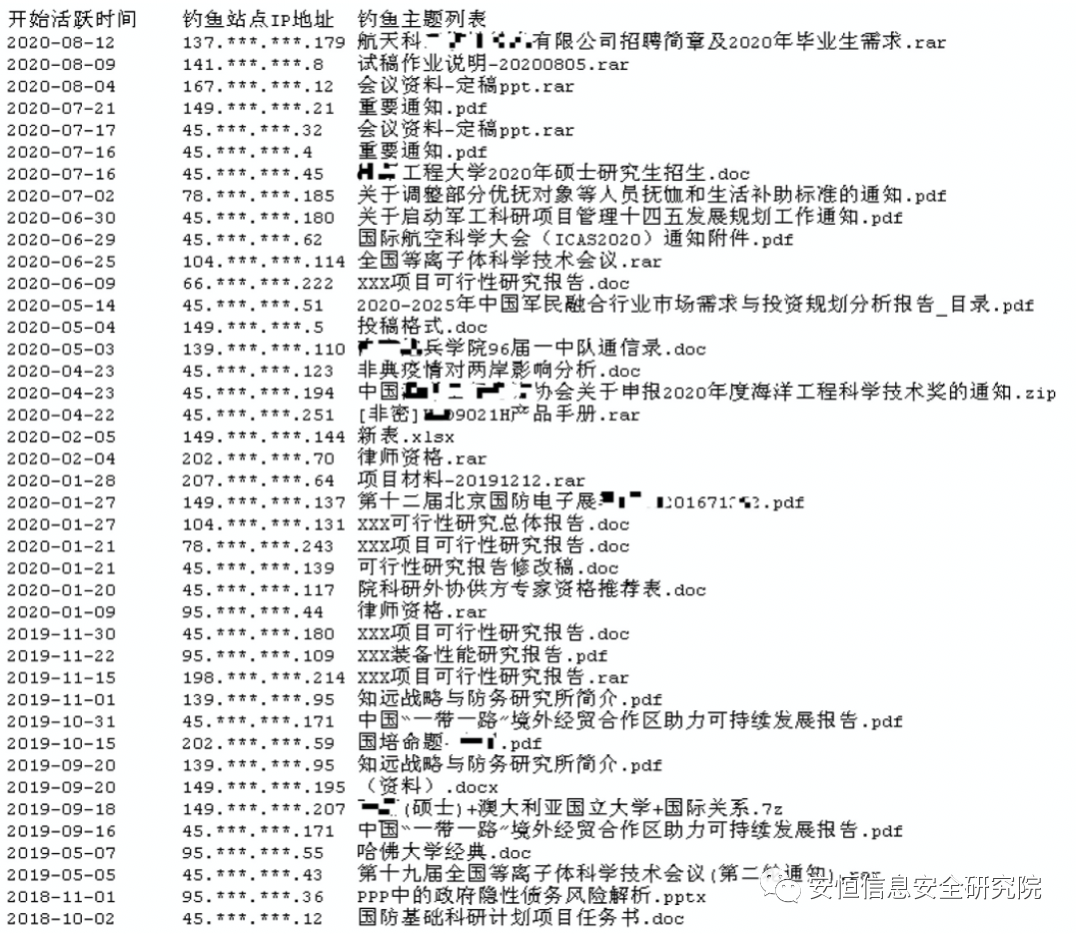 开始活跃时间 钓鱼站点IP地址 钓鱼主题列表
2020-08-12 137.***.***.179 航天科 有限公司招聘简章及2020年毕业生需求.rar
2020-08-09 141.***.***.8 试稿作业说明-20200805.rar
2020-08-04 167.***.***.12 会议资料-定稿ppt.rar
2020-07-21 149.***.***.21 重要通知.pdf
2020-07-17 45.***.***.32 会议资料-定稿ppt.rar
2020-07-16 45.***.***.4 重要通知.pdf
2020-07-16 45.***.***.45 工程大学2020年硕士研究生招生.doc
2020-07-02 78.***.***.185 关于调整部分优抚对象等人员抚恤和生活补助标准的通知.pdf
2020-06-30 45.***.***.180 关于启动军工科研项目管理十四五发展规划工作通知.pdf
2020-06-29 45.***.***.62 国际航空科学大会（ICAS2020）通知附件.pdf
2020-06-25 104.***.***.114 全国等离子体科学技术会议.rar
2020-06-09 66.***.***.222 XXX项目可行性研究报告.doc
2020-05-14 45.***.***.51 2020-2025年中国军民融合行业市场需求与投资规划分析报告_目录.pdf
2020-05-04 149.***.***.5 投稿格式.doc
2020-05-03 139.***.***.110 兵学院96届一中队通信录.doc
2020-04-23 45.***.***.123 非典疫情对两岸影响分析.doc
2020-04-23 45.***.***.194 中国 协会关于申报2020年度海洋工程科学技术奖的通知.zip
2020-04-22 45.***.***.251 [非密] 9021H产品手册.rar
2020-02-05 149.***.***.144 新表.xlsx
2020-02-04 202.***.***.70 律师资格.rar
2020-01-28 207.***.***.64 项目材料-20191212.rar
2020-01-27 149.***.***.137 第十二届北京国防电子展 .pdf
2020-01-27 104.***.***.131 XXX可行性研究总体报告.doc
2020-01-21 78.***.***.243 XXX项目可行性研究报告.doc
2020-01-21 45.***.***.139 可行性研究报告修改稿.doc
2020-01-20 45.***.***.117 院科研外协供方专家资格推荐表.doc
2020-01-09 95.***.***.44 律师资格.rar
2019-11-30 45.***.***.180 XXX项目可行性研究报告.doc
2019-11-22 95.***.***.109 XXX装备性能研究报告.pdf
2019-11-15 198.***.***.214 XXX项目可行性研究报告.rar
2019-11-01 139.***.***.95 知远战略与防务研究所简介.pdf
2019-10-31 45.***.***.171 中国“一带一路”境外经贸合作区助力可持续发展报告.pdf
2019-10-15 202.***.***.59 国培命题- .pdf
2019-09-20 139.***.***.95 知远战略与防务研究所简介.pdf
2019-09-20 149.***.***.195 （资料）.docx
2019-09-18 149.***.***.207 (硕士)+澳大利亚国立大学+国际关系.7z
2019-09-16 45.***.***.171 中国“一带一路”境外经贸合作区助力可持续发展报告.pdf
2019-05-07 95.***.***.55 哈佛大学经典.doc
2019-05-05 45.***.***.43 第十九届全国等离子体科学技术会议(第二轮通知).rar
2018-11-01 95.***.***.36 PPP中的政府隐性债务风险解析.pptx
2018-10-02 45.***.***.12 国防基础科研计划项目任务书.doc
安恒信息安全研究院